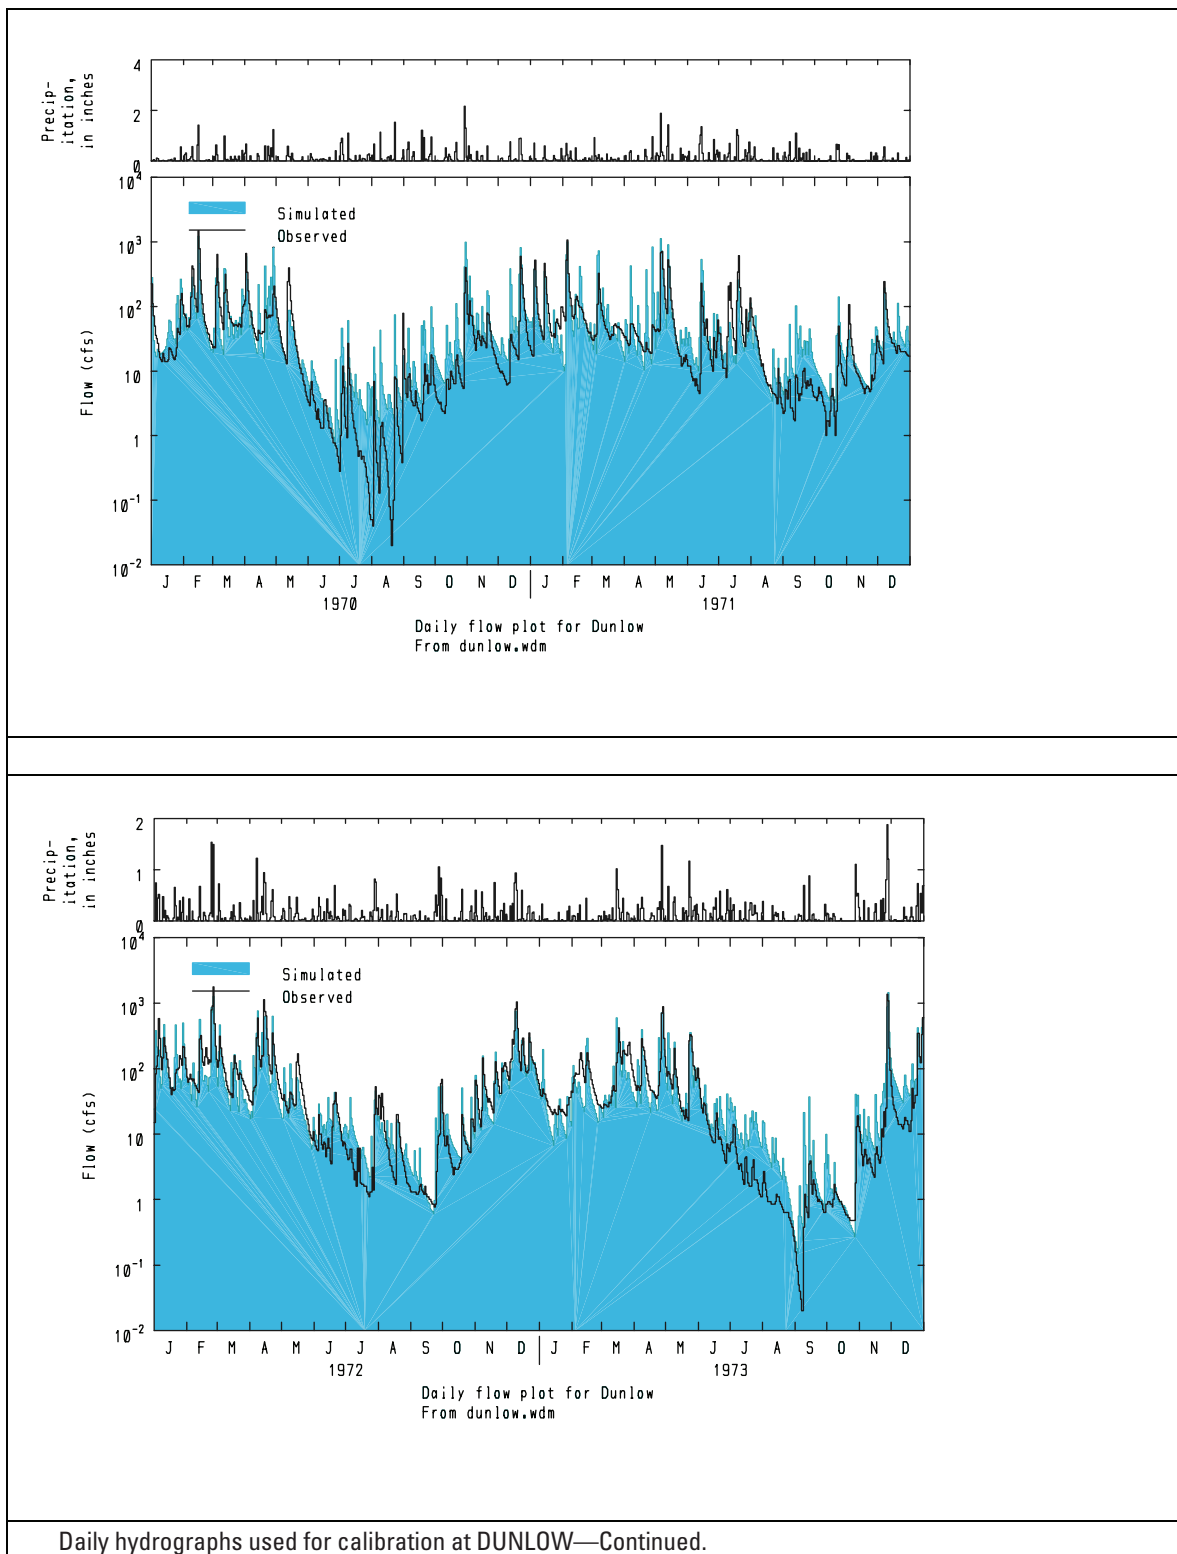 Precip-
itation,
in inches
4
2
0
10^4
10^3
10^2
10
1
10^-1
10^-2
Flow (cfs)
Simulated
Observed
J F M A M J J A S O N D J F M A M J J A S O N D
1970 1971
Daily flow plot for Dunlow
From dunlow.wdm
Precip-
itation,
in inches
2
1
0
10^4
10^3
10^2
10
1
10^-1
10^-2
Flow (cfs)
Simulated
Observed
J F M A M J J A S O N D J F M A M J J A S O N D
1972 1973
Daily flow plot for Dunlow
From dunlow.wdm
Daily hydrographs used for calibration at DUNLOW—Continued.